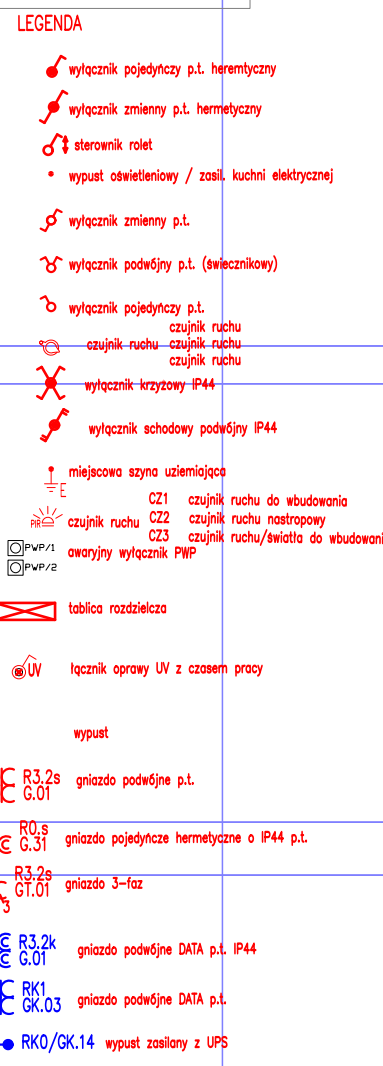 LEGENDA
wyłącznik pojedyńczy p.t. heremtyczny
wyłącznik zmienny p.t. hermetyczny
sterownik rolet
wypust oświetleniowy / zasil. kuchni elektrycznej
wyłącznik zmienny p.t.
wyłącznik podwójny p.t. (świecznikowy)
wyłącznik pojedyńczy p.t.
czujnik ruchu
czujnik ruchu czujnik ruchu
czujnik ruchu
wyłącznik krzyżowy IP44
wyłącznik schodowy podwójny IP44
miejscowa szyna uziemiająca
E
CZ1 czujnik ruchu do wbudowania
PIR czujnik ruchu CZ2 czujnik ruchu nastropowy
CZ3 czujnik ruchu/światła do wbudowani
PWP/1 awaryjny wyłącznik PWP
PWP/2
tablica rozdzielcza
UV łącznik oprawy UV z czasem pracy
wypust
R3.2s gniazdo podwójne p.t.
G.01
R0.s
G.31 gniazdo pojedyńcze hermetyczne o IP44 p.t.
R3.2s
GT.01 gniazdo 3-faz
3
R3.2k gniazdo podwójne DATA p.t. IP44
G.01
RK1
GK.03 gniazdo podwójne DATA p.t.
RK0/GK.14 wypust zasilany z UPS